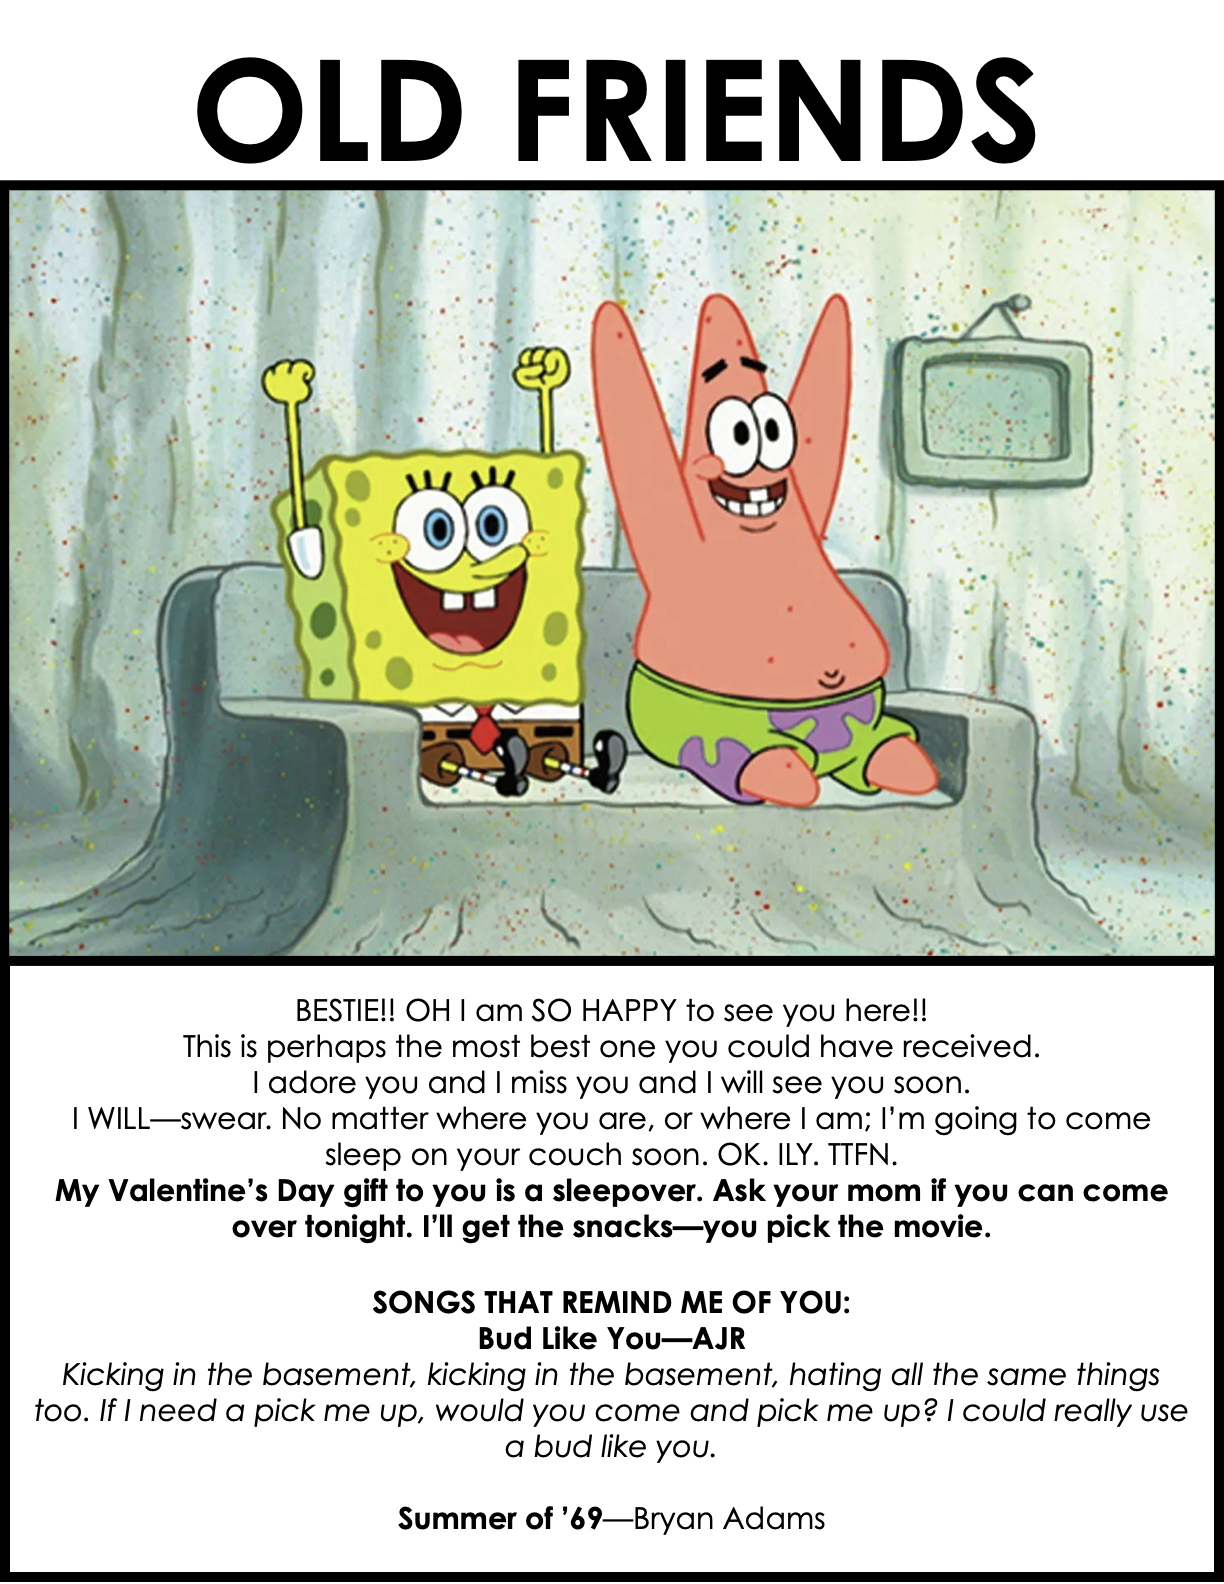 OLD FRIENDS
BESTIE!! OH I am SO HAPPY to see you here!!
This is perhaps the most best one you could have received.
I adore you and I miss you and I will see you soon.
I WILL—swear. No matter where you are, or where I am; I’m going to come
sleep on your couch soon. OK. ILY. TTFN.
My Valentine’s Day gift to you is a sleepover. Ask your mom if you can come
over tonight. I’ll get the snacks—you pick the movie.
SONGS THAT REMIND ME OF YOU:
Bud Like You—AJR
Kicking in the basement, kicking in the basement, hating all the same things
too. If I need a pick me up, would you come and pick me up? I could really use
a bud like you.
Summer of ’69—Bryan Adams